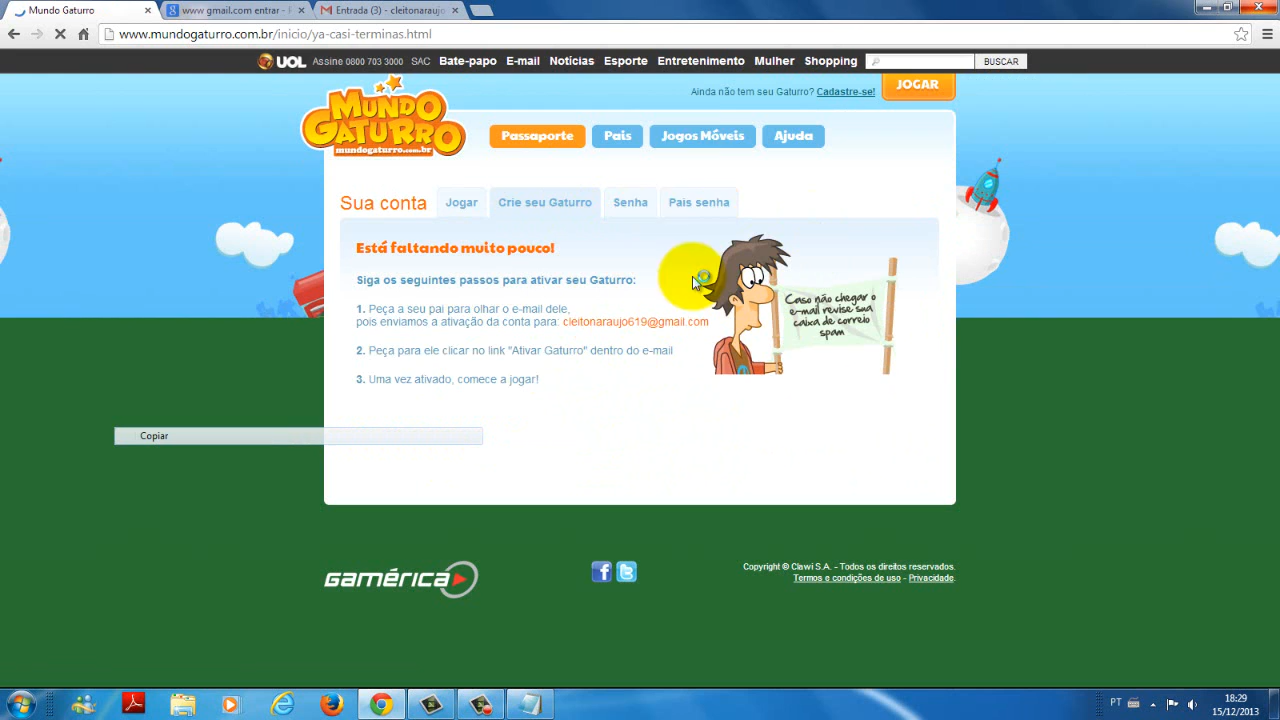 Mundo Gaturro
www gmail.com entrar -
Entrada (3) - cleitonaraujo
www.mundogaturro.com.br/inicio/ya-casi-terminas.html
UOL Assine 0800 703 3000 SAC Bate-papo E-mail Notícias Esporte Entretenimento Mulher Shopping BUSCAR
Ainda não tem seu Gaturro? Cadastre-se! JOGAR
MUNDO
GATURRO
mundogaturro.com.br
Passaporte Pais Jogos Móveis Ajuda
Sua conta Jogar Crie seu Gaturro Senha Pais senha
Está faltando muito pouco!
Siga os seguintes passos para ativar seu Gaturro:
1. Peça a seu pai para olhar o e-mail dele,
pois enviamos a ativação da conta para: cleitonaraujo619@gmail.com
2. Peça para ele clicar no link "Ativar Gaturro" dentro do e-mail
3. Uma vez ativado, comece a jogar!
Caso não chegar o
e-mail revise sua
caixa de correio
spam
Copiar
GAMÉRICA
Copyright © Clawi S.A. - Todos os direitos reservados.
Termos e condições de uso - Privacidade.
PT
18:29
15/12/2013